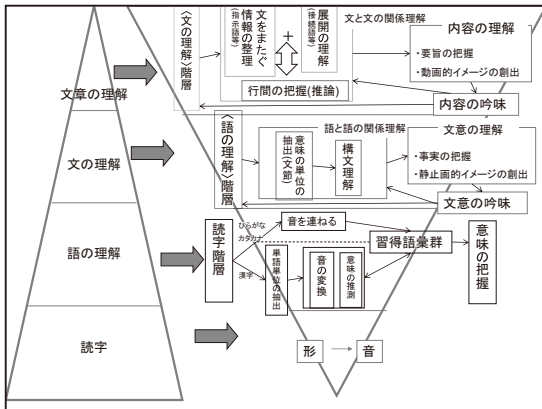 文章の理解
文の理解
語の理解
読字
〈文の理解〉階層
文をまたぐ情報の整理(指示語等)
+
展開の理解(接続語等)
文と文の関係理解
行間の把握(推論)
内容の理解
・要旨の把握
・動画的イメージの創出
内容の吟味
〈語の理解〉階層
語と語の関係理解
意味の単位の抽出(文節)
構文理解
文意の理解
・事実の把握
・静止画的イメージの創出
文意の吟味
読字階層
ひらがな
カタカナ
漢字
音を連ねる
単語単位の抽出
音の変換
意味の推測
習得語彙群
意味の把握
形
音